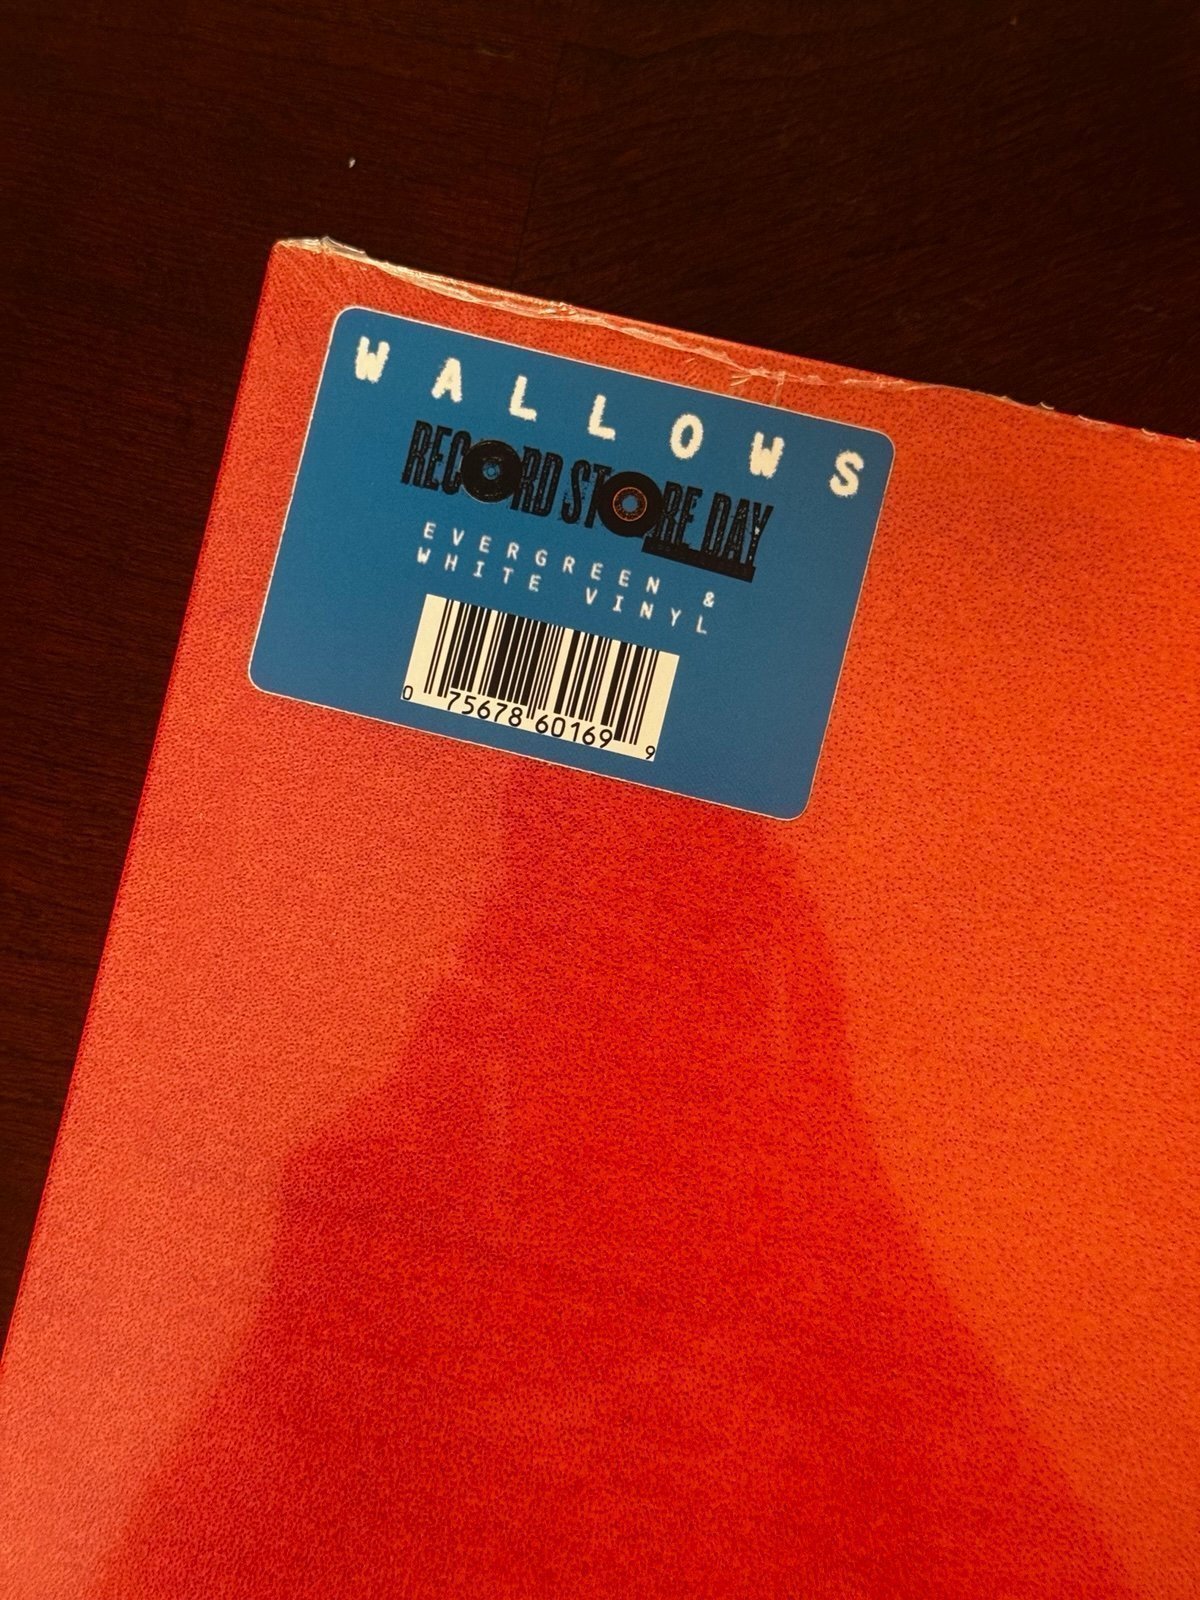 WALLOWS
RECORD STORE DAY
EVERGREEN &
WHITE VINYL
0 75678 60169 9